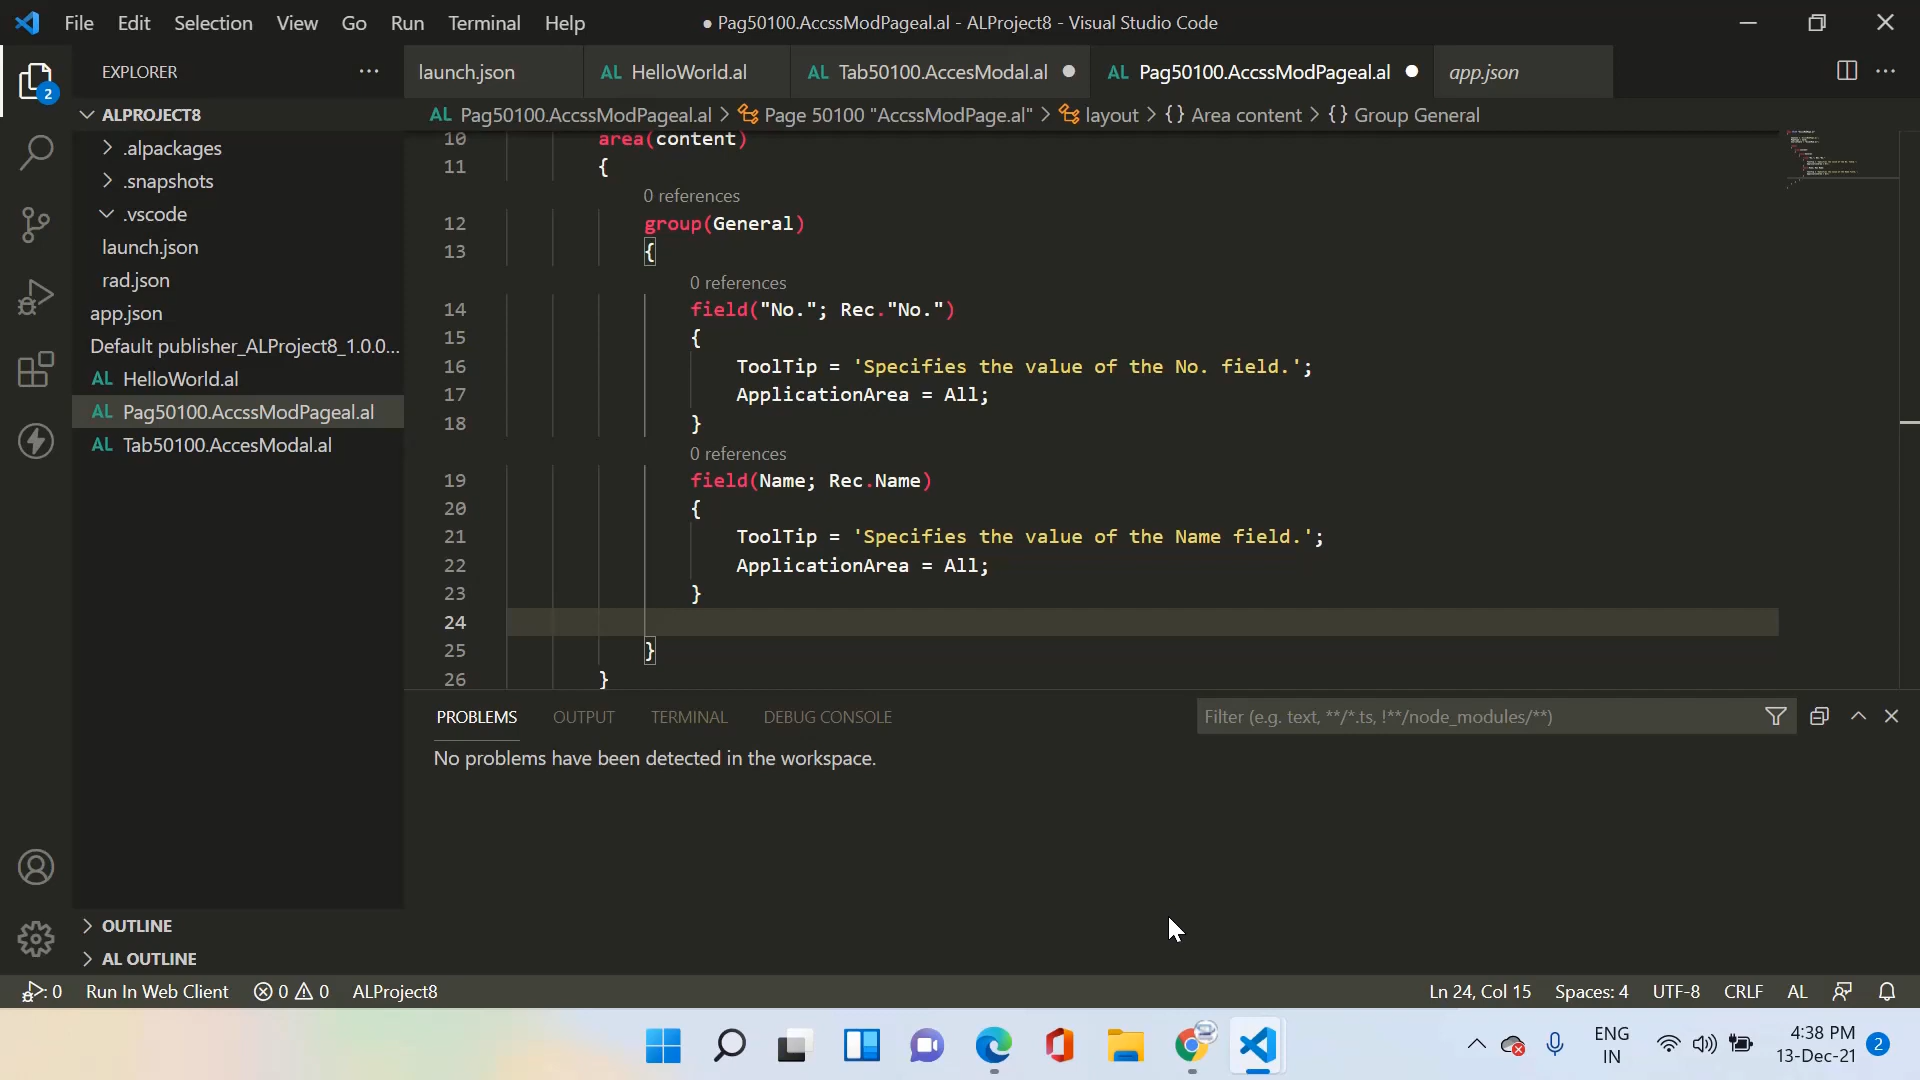 File Edit Selection View Go Run Terminal Help
● Pag50100.AccssModPageal.al - ALProject8 - Visual Studio Code
EXPLORER
launch.json
AL HelloWorld.al
AL Tab50100.AccesModal.al
AL Pag50100.AccssModPageal.al
app.json
AL Pag50100.AccssModPageal.al > Page 50100 "AccssModPage.al" > layout > {} Area content > {} Group General
2
ALPROJECT8
.alpackages
.snapshots
.vscode
launch.json
rad.json
app.json
Default publisher_ALProject8_1.0.0...
AL HelloWorld.al
AL Pag50100.AccssModPageal.al
AL Tab50100.AccesModal.al
OUTLINE
AL OUTLINE
10 area(content)
11 {
0 references
12 group(General)
13 {
0 references
14 field("No."; Rec."No.")
15 {
16 ToolTip = 'Specifies the value of the No. field.';
17 ApplicationArea = All;
18 }
0 references
19 field(Name; Rec.Name)
20 {
21 ToolTip = 'Specifies the value of the Name field.';
22 ApplicationArea = All;
23 }
24
25 }
26 }
PROBLEMS OUTPUT TERMINAL DEBUG CONSOLE
Filter (e.g. text, **/*.ts, !**/node_modules/**)
No problems have been detected in the workspace.
: 0 Run In Web Client 0 0 ALProject8
Ln 24, Col 15 Spaces: 4 UTF-8 CRLF AL
ENG
IN
4:38 PM
13-Dec-21
2